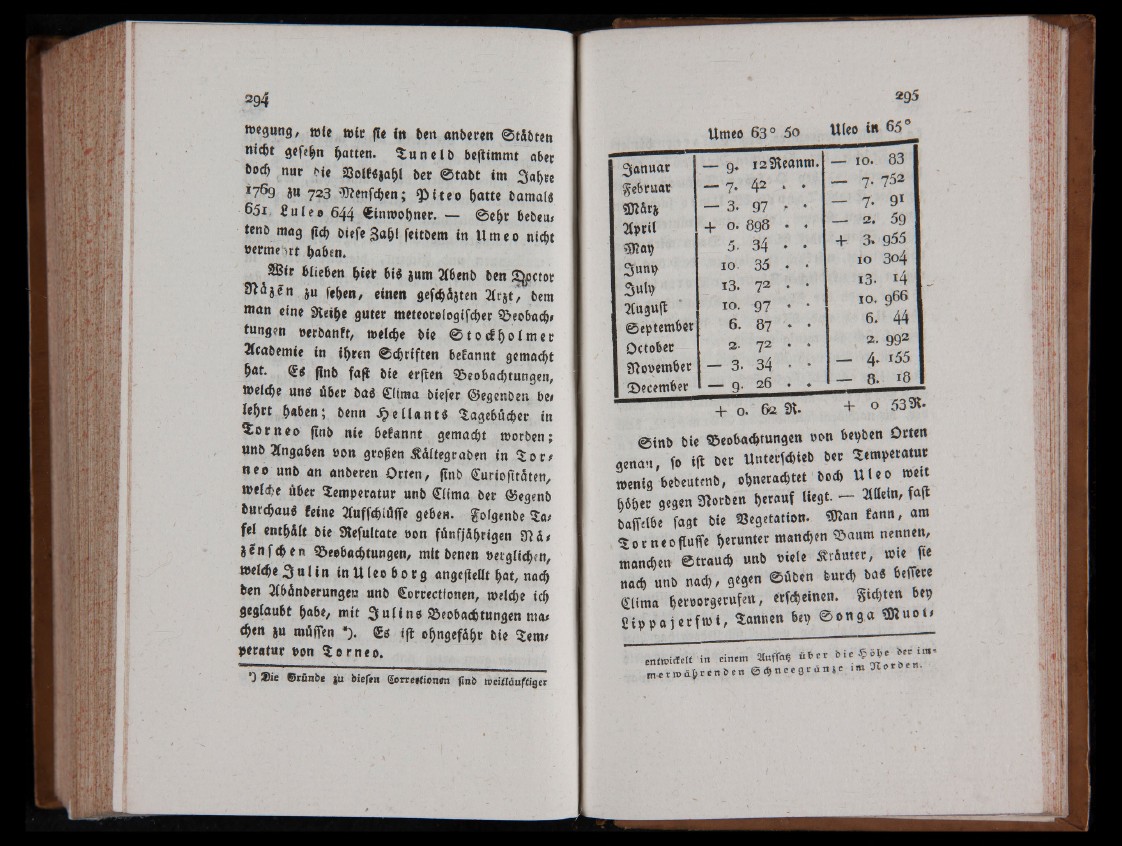 294
wegung, wie wir sie in den anderen Städten
nicht gesehn hatten. Tuneld bestimmt aber
doch nur die Volkszahl der Stadt im Jahre
1769 zu 723 Menschen; Piteo hatte damals
651, Luleo 644 Einwohner. — Sehr bedeu⸗
tend mag sich diese Zahl seitdem in Umeo nicht
vermehrt haben.
Wir blieben hier bis zum Abend den Doctor
Näzén zu sehen, einen geschäzten Arzt, dem
man eine Reihe guter meteorologischer Beobach⸗
tungen verdankt, welche die Stockholmer
Academie in ihren Schriften bekannt gemacht
hat. Es sind fast die ersten Beobachtungen,
welche uns über das Clima dieser Gegenden be⸗
lehrt haben; denn Hellants Tagebücher in
Torneo sind nie bekannt gemacht worden;
und Angaben von großen Kältegraden in Tor⸗
neo und an anderen Orten, sind Curiositäten,
welche über Temperatur und Clima der Gegend
durchaus keine Aufschlüsse geben. Folgende Ta⸗
fel enthält die Resultate von fünfjährigen Nä⸗
zénschen Beobachtungen, mit denen verglichen,
welche Julin in Uleoborg angestellt hat, nach
den Abänderungen und Correctionen, welche ich
geglaubt habe, mit Julins Beobachtungen ma⸗
chen zu müssen *). Es ist ohngefähr die Tem⸗
peratur von Torneo.
*) Die Gründe zu diesen Correctionen sind weitläuftiger
295
Umeo 63° 50 Uleo in 65°
Januar — 9. 12 Reaum. — 10. 83
Februar — 7. 42 . . — 7. 752
März — 3. 97 . . — 7. 91
April + 0. 898 . . — 2. 59
May 5. 34 . . + 3. 955
Juny 10. 35 . . 10 304
July 13. 72 . . 13. 14
August 10. 97 . . 10. 966
September 6. 87 . . 6. 44
October 2. 72 . . 2. 992
November — 3. 34 . . — 4. 155
December — 9. 26 . . — 8. 18
+ 0. 62 R. + 0 53 R.
Sind die Beobachtungen von beyden Orten
genau, so ist der Unterschied der Temperatur
wenig bedeutend, ohnerachtet doch Uleo weit
höher gegen Norden herauf liegt. — Allein, fast
dasselbe sagt die Vegetation. Man kann, am
Torneoflusse herunter manchen Baum nennen,
manchen Strauch und viele Kräuter, wie sie
nach und nach, gegen Süden durch das bessere
Clima hervorgerufen, erscheinen. Fichten bey
Lippajerfwi, Tannen bey Songa Muoi⸗
entwickelt in einem Aufsatz über die Höhe der im⸗
merwährenden Schneegränze im Norden.